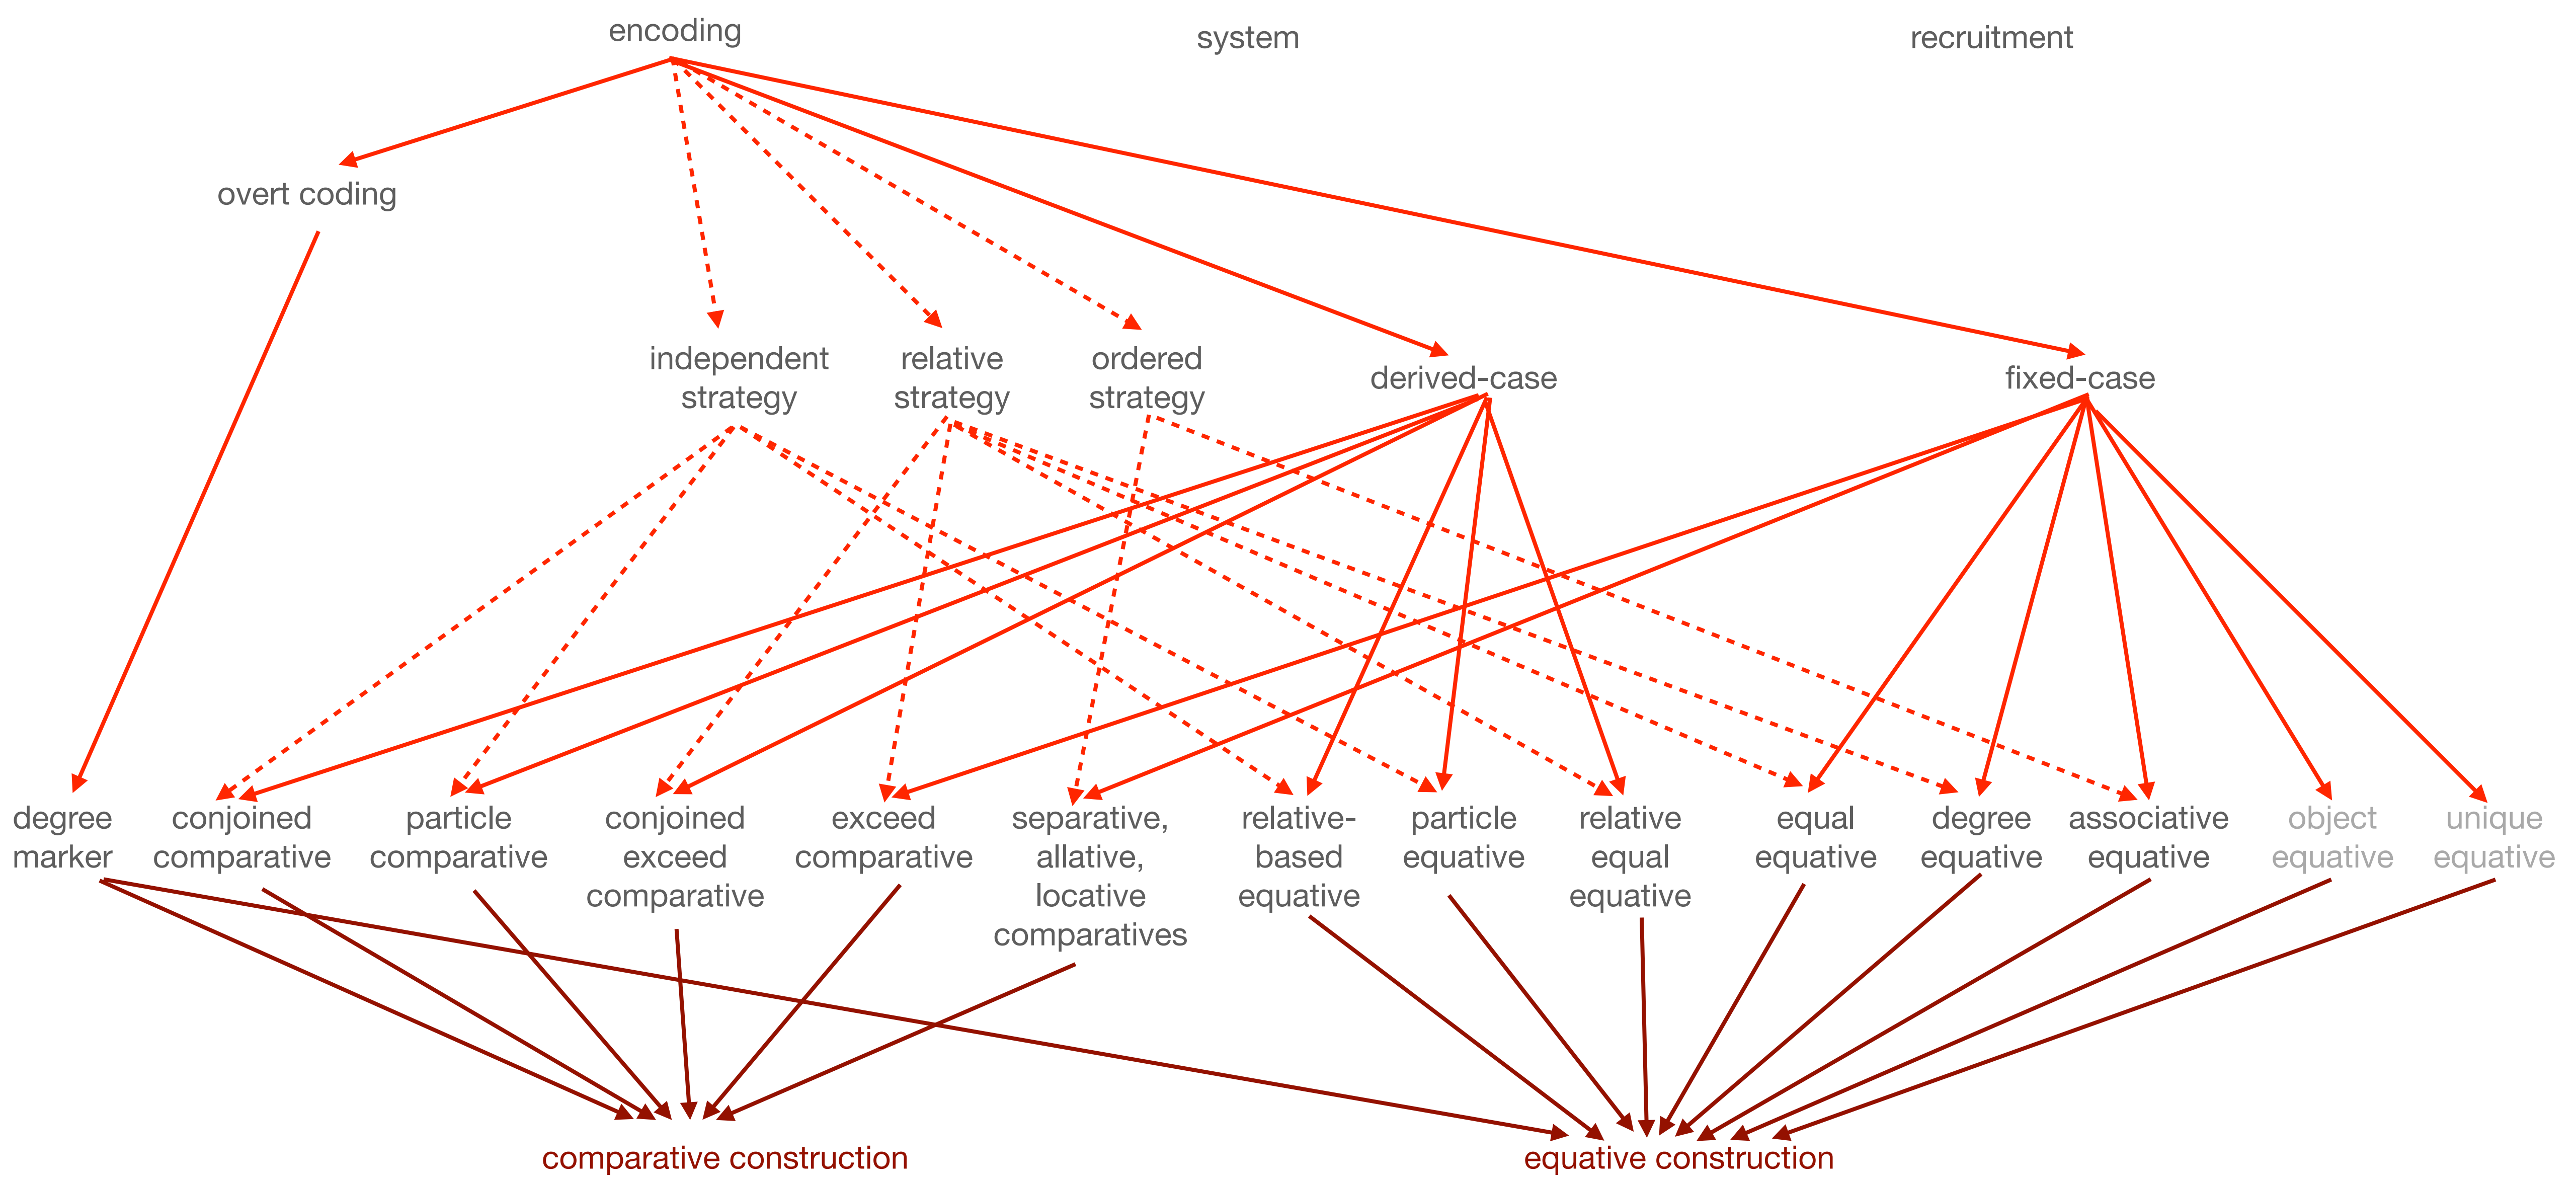 encoding
system
recruitment
overt coding
independent
strategy
relative
strategy
ordered
strategy
derived-case
fixed-case
degree
marker
conjoined
comparative
particle
comparative
conjoined
exceed
comparative
exceed
comparative
separative,
allative,
locative
comparatives
relative-
based
equative
particle
equative
relative
equal
equative
equal
equative
degree
equative
associative
equative
object
equative
unique
equative
comparative construction
equative construction